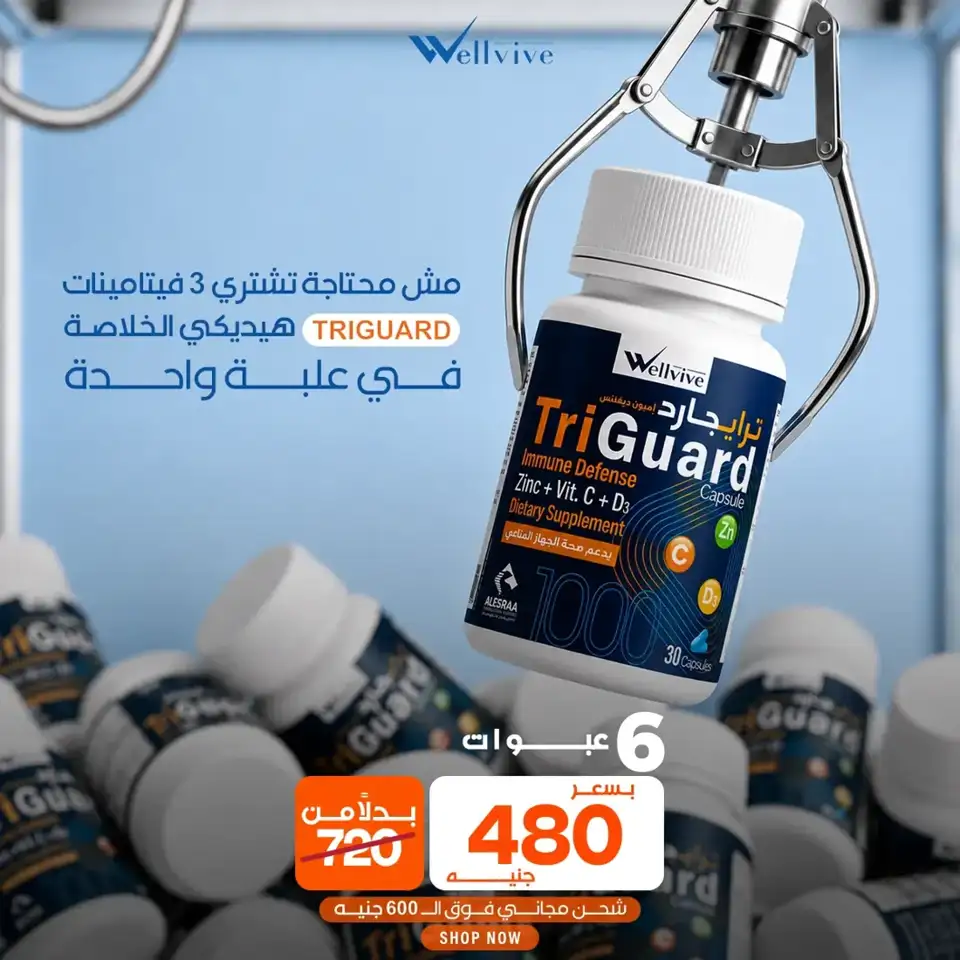 Wellvive
مش محتاجة تشتري 3 فيتامينات
TRIGUARD هيديكي الخلاصة
في علبة واحدة
Wellvive
ترايجارد إميون ديفنس
TriGuard
Immune Defense
Capsule
Zinc + Vit. C + D3
Dietary Supplement
يدعم صحة الجهاز المناعي
Zn
C
D3
ALESRAA
1000
30 Capsules
6 عبوات
بسعر
480
جنيه
بدلاً من
720
شحن مجاني فوق الـ 600 جنيه
SHOP NOW